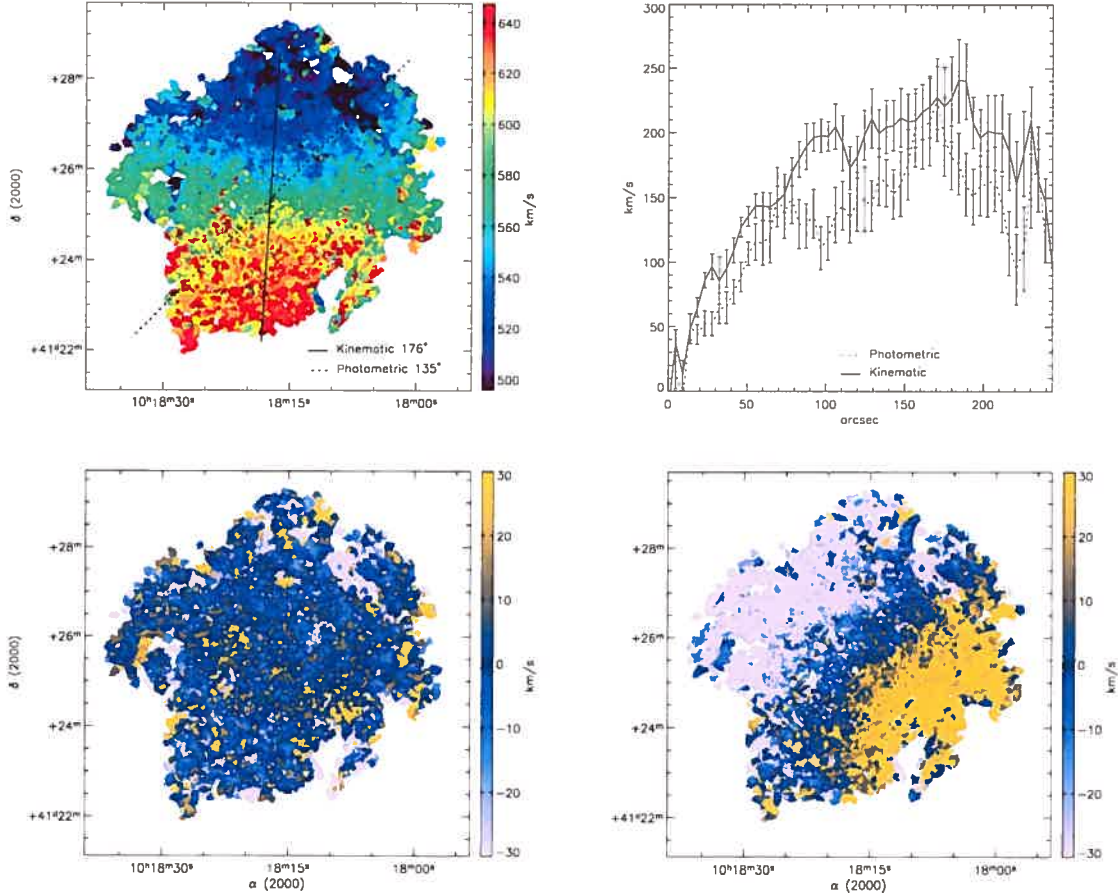 640
620
600
580
560
540
520
500
km/s
+28ᵐ
+26ᵐ
+24ᵐ
+41ᵈ22ᵐ
δ (2000)
Kinematic 176°
Photometric 135°
10ʰ18ᵐ30ˢ
18ᵐ15ˢ
18ᵐ00ˢ
300
250
200
150
100
50
0
km/s
Photometric
Kinematic
0
50
100
150
200
arcsec
+28ᵐ
+26ᵐ
+24ᵐ
+41ᵈ22ᵐ
δ (2000)
10ʰ18ᵐ30ˢ
18ᵐ15ˢ
18ᵐ00ˢ
α (2000)
30
20
10
0
-10
-20
-30
km/s
+28ᵐ
+26ᵐ
+24ᵐ
+41ᵈ22ᵐ
10ʰ18ᵐ30ˢ
18ᵐ15ˢ
18ᵐ00ˢ
α (2000)
30
20
10
0
-10
-20
-30
km/s